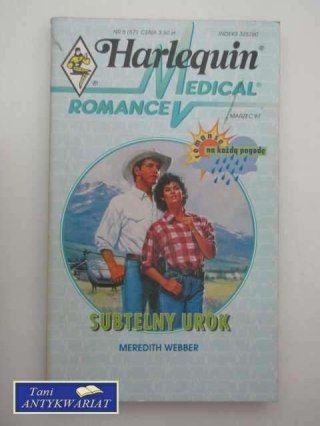 Harlequin®
MEDICAL®
ROMANCE
MARZEC'97
na każdą pogodę
SUBTELNY UROK
MEREDITH WEBBER
Tani
ANTYKWARIAT